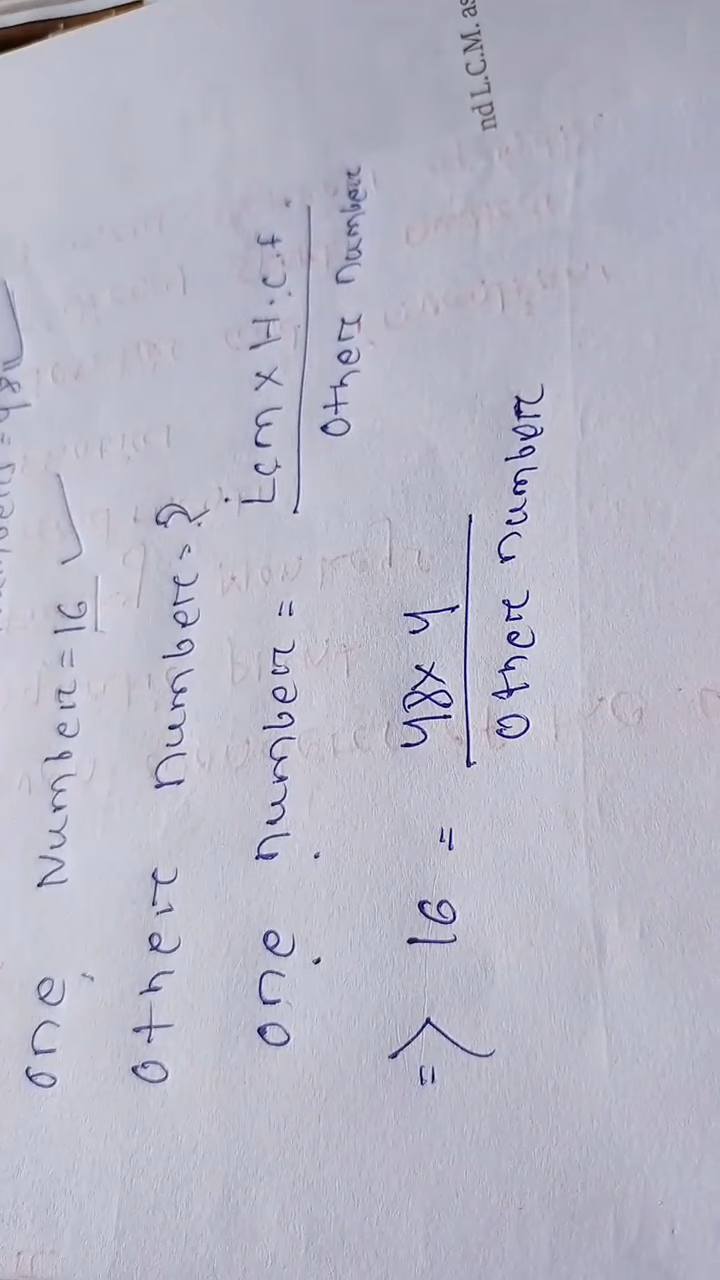 one Number = 16
other number = ?
one number = Lcm x H.c.f
other number
=> 16 = 48 x 4
other number
nd L.C.M. as